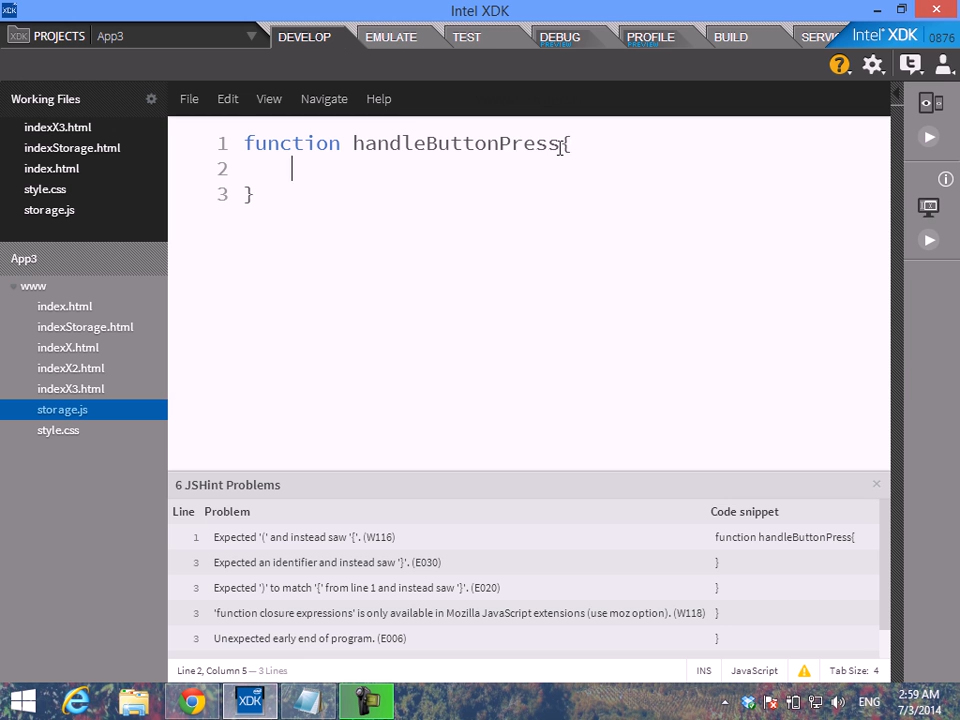 XDK
Intel XDK
XDK PROJECTS App3
DEVELOP EMULATE TEST DEBUG PREVIEW PROFILE PREVIEW BUILD
Intel XDK 0876
Working Files
File Edit View Navigate Help
indexX3.html
indexStorage.html
index.html
style.css
storage.js
1 function handleButtonPress{
2
3 }
App3
www
index.html
indexStorage.html
indexX.html
indexX2.html
indexX3.html
storage.js
style.css
6 JSHint Problems
Line Problem Code snippet
1 Expected '(' and instead saw '{'. (W116) function handleButtonPress{
3 Expected an identifier and instead saw '}'. (E030) }
3 Expected ')' to match '{' from line 1 and instead saw '}'. (E020) }
3 'function closure expressions' is only available in Mozilla JavaScript extensions (use moz option). (W118) }
3 Unexpected early end of program. (E006) }
Line 2, Column 5 — 3 Lines INS JavaScript Tab Size: 4
XDK
ENG
2:59 AM
7/3/2014